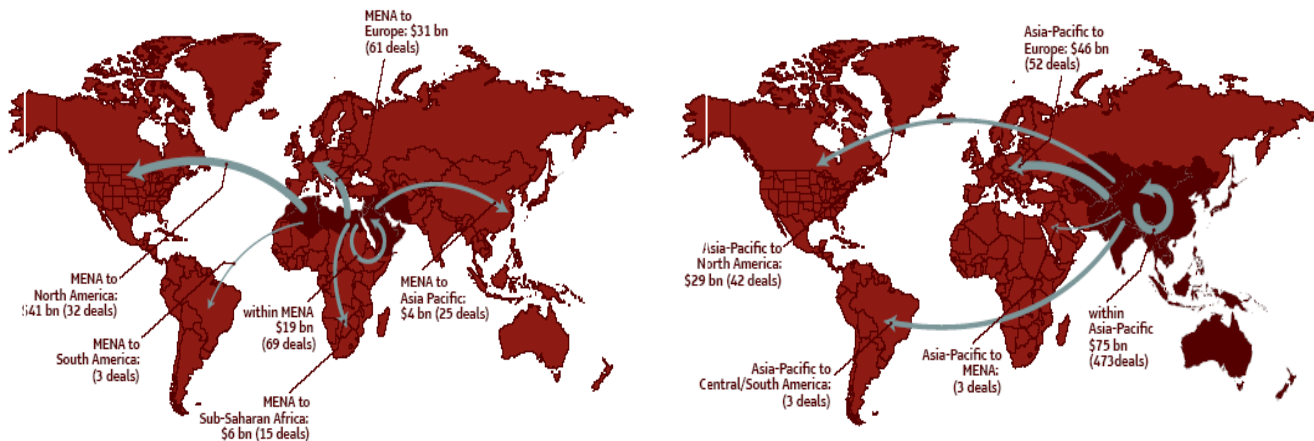 MENA to
Europe: $31 bn
(61 deals)
MENA to
North America:
$41 bn (32 deals)
MENA to
South America:
(3 deals)
within MENA
$19 bn
(69 deals)
MENA to
Asia Pacific:
$4 bn (25 deals)
MENA to
Sub-Saharan Africa:
$6 bn (15 deals)
Asia-Pacific to
Europe: $46 bn
(52 deals)
Asia-Pacific to
North America:
$29 bn (42 deals)
Asia-Pacific to
Central/South America:
(3 deals)
Asia-Pacific to
MENA:
(3 deals)
within
Asia-Pacific
$75 bn
(473deals)